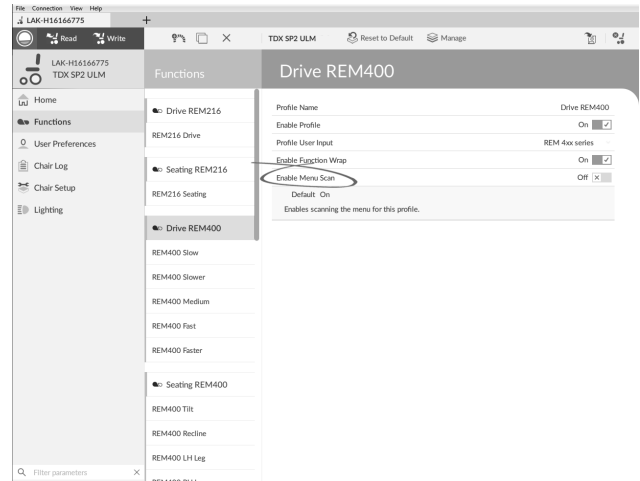 File Connection View Help
LAK-H16166775
Read Write
TDX SP2 ULM Reset to Default Manage
LAK-H16166775
TDX SP2 ULM
Functions
Drive REM400
Home
Functions
User Preferences
Chair Log
Chair Setup
Lighting
Filter parameters
Drive REM216
REM216 Drive
Seating REM216
REM216 Seating
Drive REM400
REM400 Slow
REM400 Slower
REM400 Medium
REM400 Fast
REM400 Faster
Seating REM400
REM400 Tilt
REM400 Recline
REM400 LH Leg
Profile Name Drive REM400
Enable Profile On
Profile User Input REM 4xx series
Enable Function Wrap On
Enable Menu Scan Off
Default On
Enables scanning the menu for this profile.